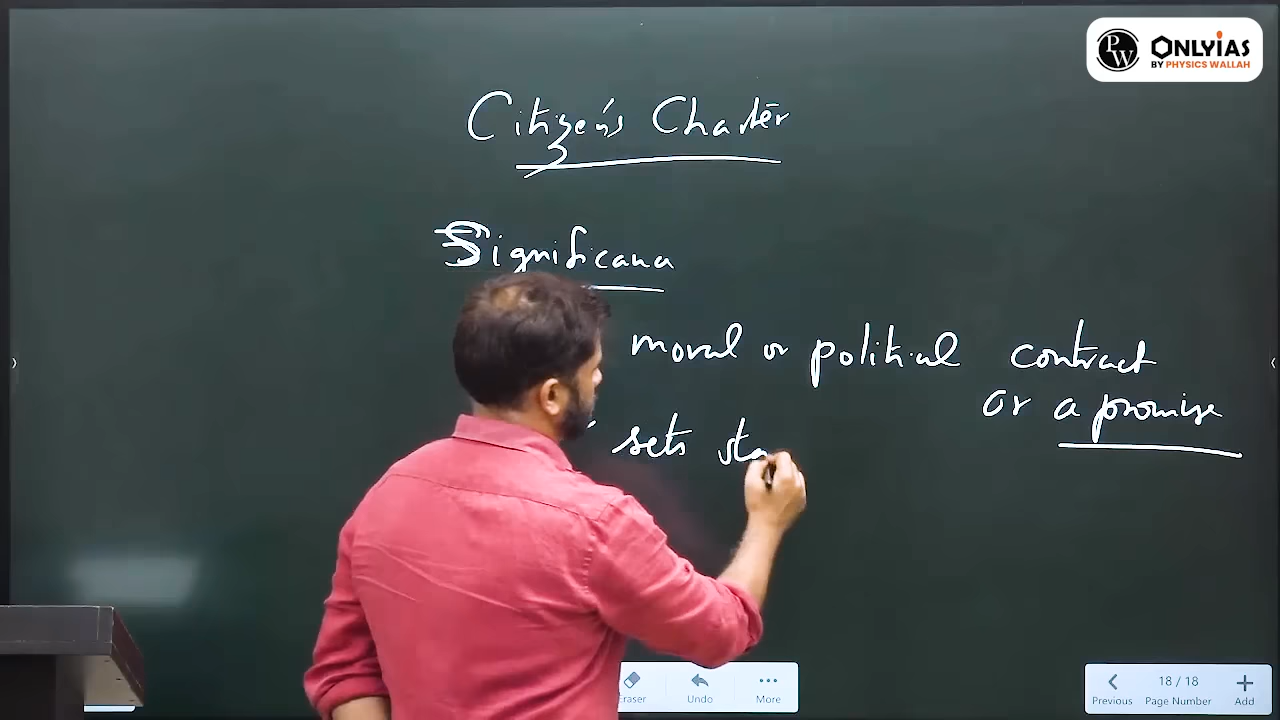 PW ONLYIAS
BY PHYSICS WALLAH
Citizen's Charter
Significance
moral or political contract
or a promise
sets sta
Eraser Undo More
Previous 18 / 18 Page Number Add